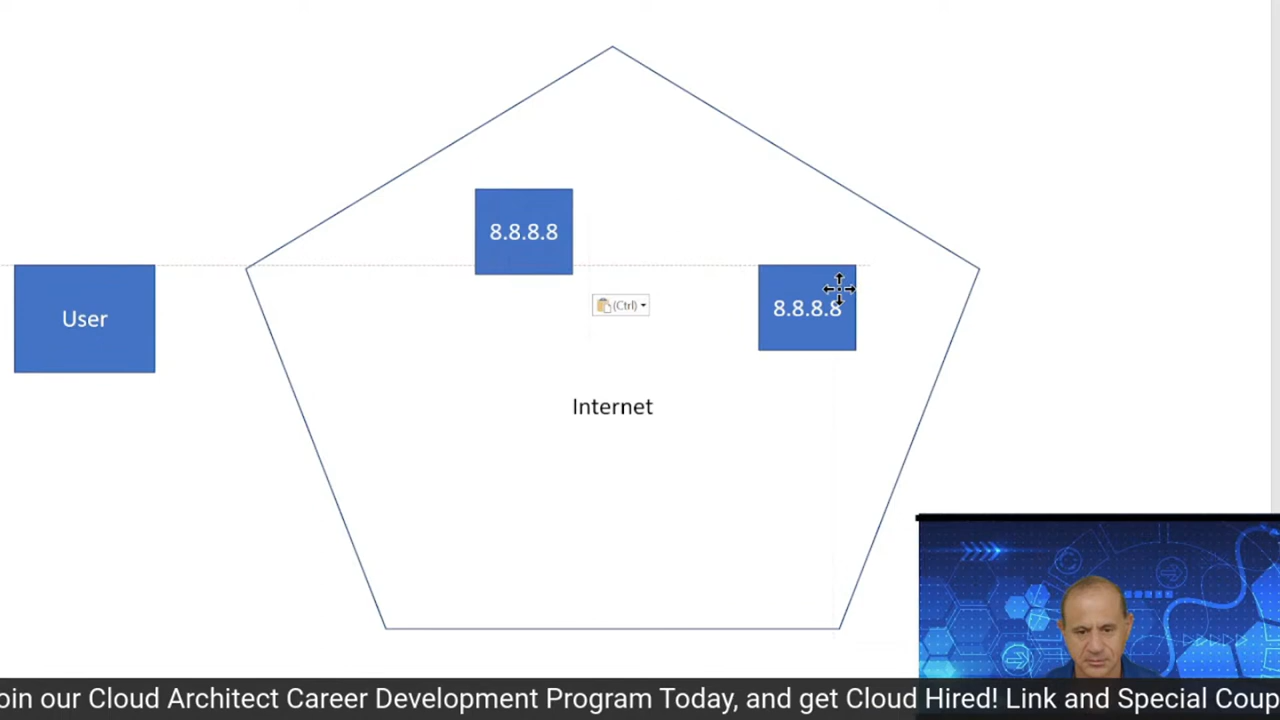 8.8.8.8
User
(Ctrl)
8.8.8.8
Internet
oin our Cloud Architect Career Development Program Today, and get Cloud Hired! Link and Special Coup